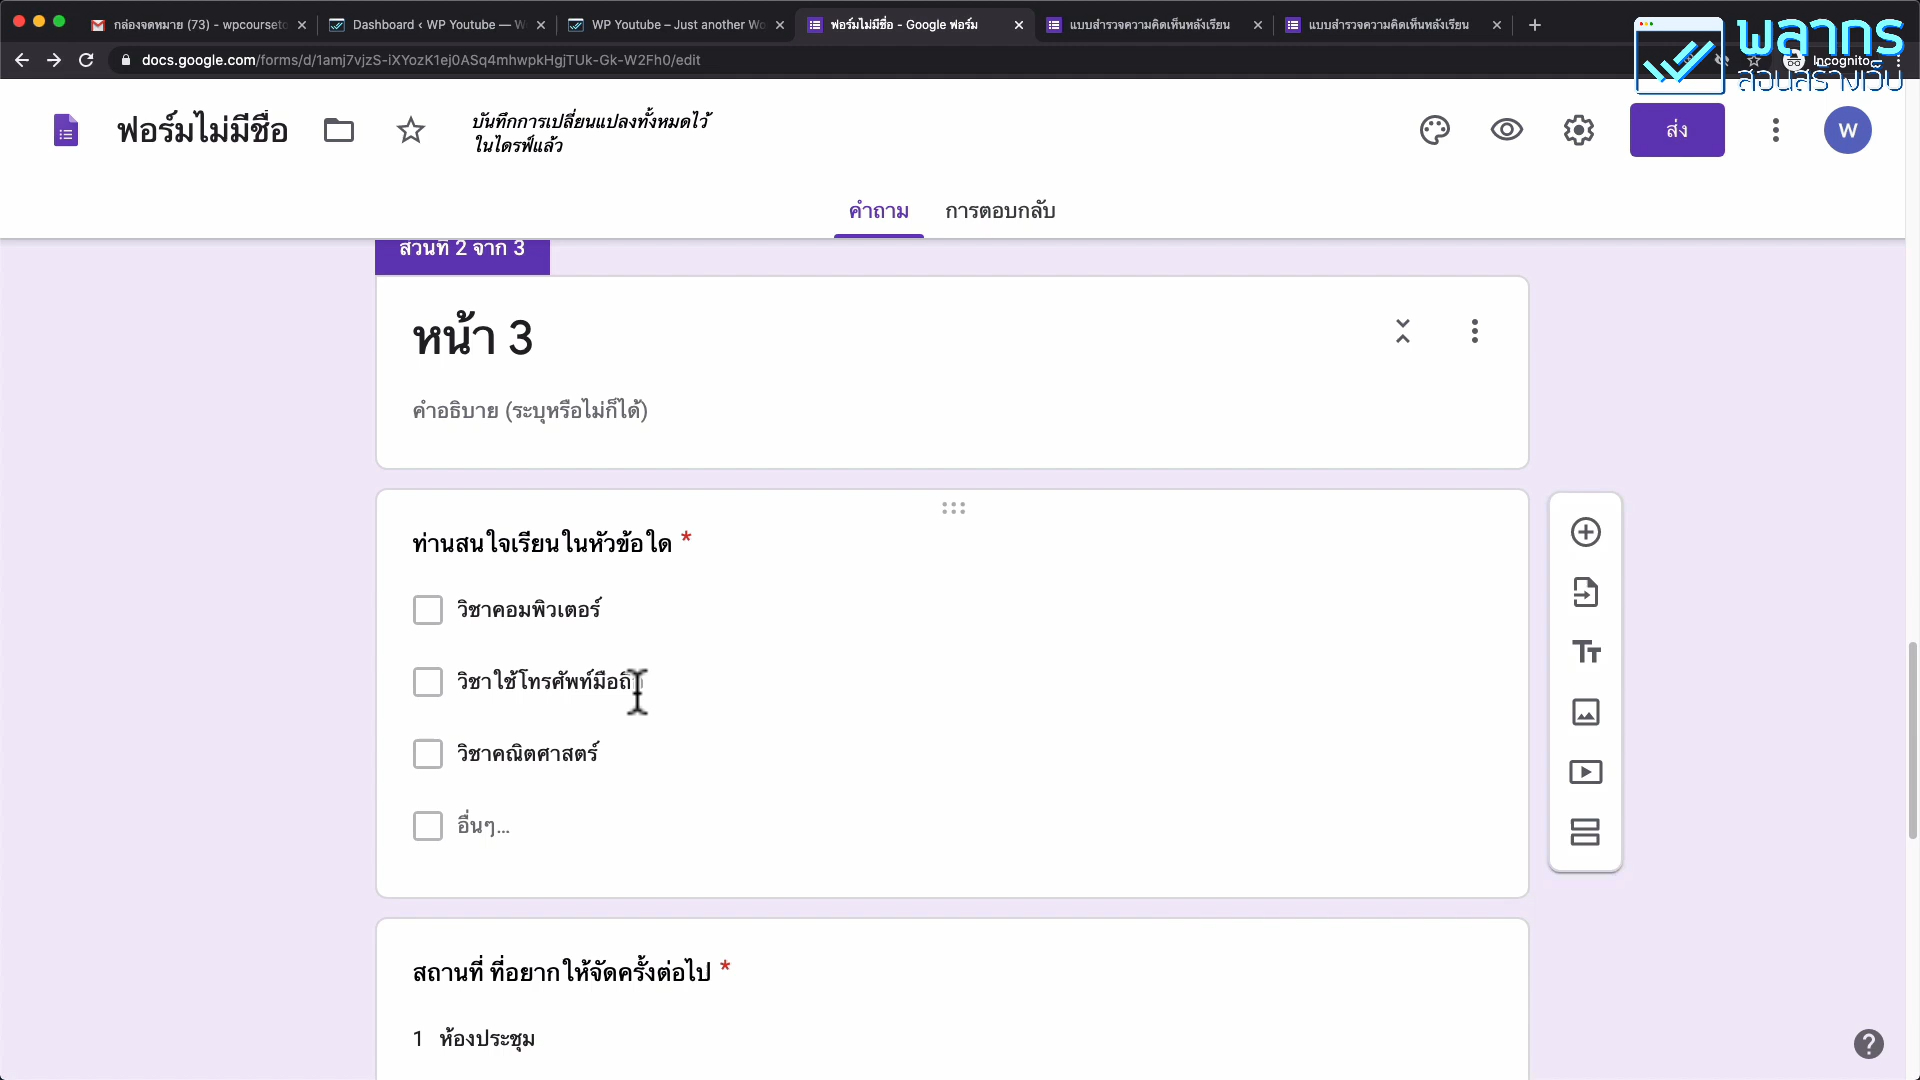 กล่องจดหมาย (73) - wpcourseto
Dashboard ‹ WP Youtube — W
WP Youtube – Just another Wo
ฟอร์มไม่มีชื่อ - Google ฟอร์ม
แบบสำรวจความคิดเห็นหลังเรียน
แบบสำรวจความคิดเห็นหลังเรียน
พลากร
สอนสร้างเว็บ
docs.google.com/forms/d/1amj7vjzS-iXYozK1ej0ASq4mhwpkHgjTUk-Gk-W2Fh0/edit
Incognito
ฟอร์มไม่มีชื่อ
บันทึกการเปลี่ยนแปลงทั้งหมดไว้
ในไดรฟ์แล้ว
ส่ง
W
คำถาม
การตอบกลับ
ส่วนที่ 2 จาก 3
หน้า 3
คำอธิบาย (ระบุหรือไม่ก็ได้)
ท่านสนใจเรียนในหัวข้อใด *
วิชาคอมพิวเตอร์
วิชาใช้โทรศัพท์มือถือ
วิชาคณิตศาสตร์
อื่นๆ...
สถานที่ ที่อยากให้จัดครั้งต่อไป *
1 ห้องประชุม